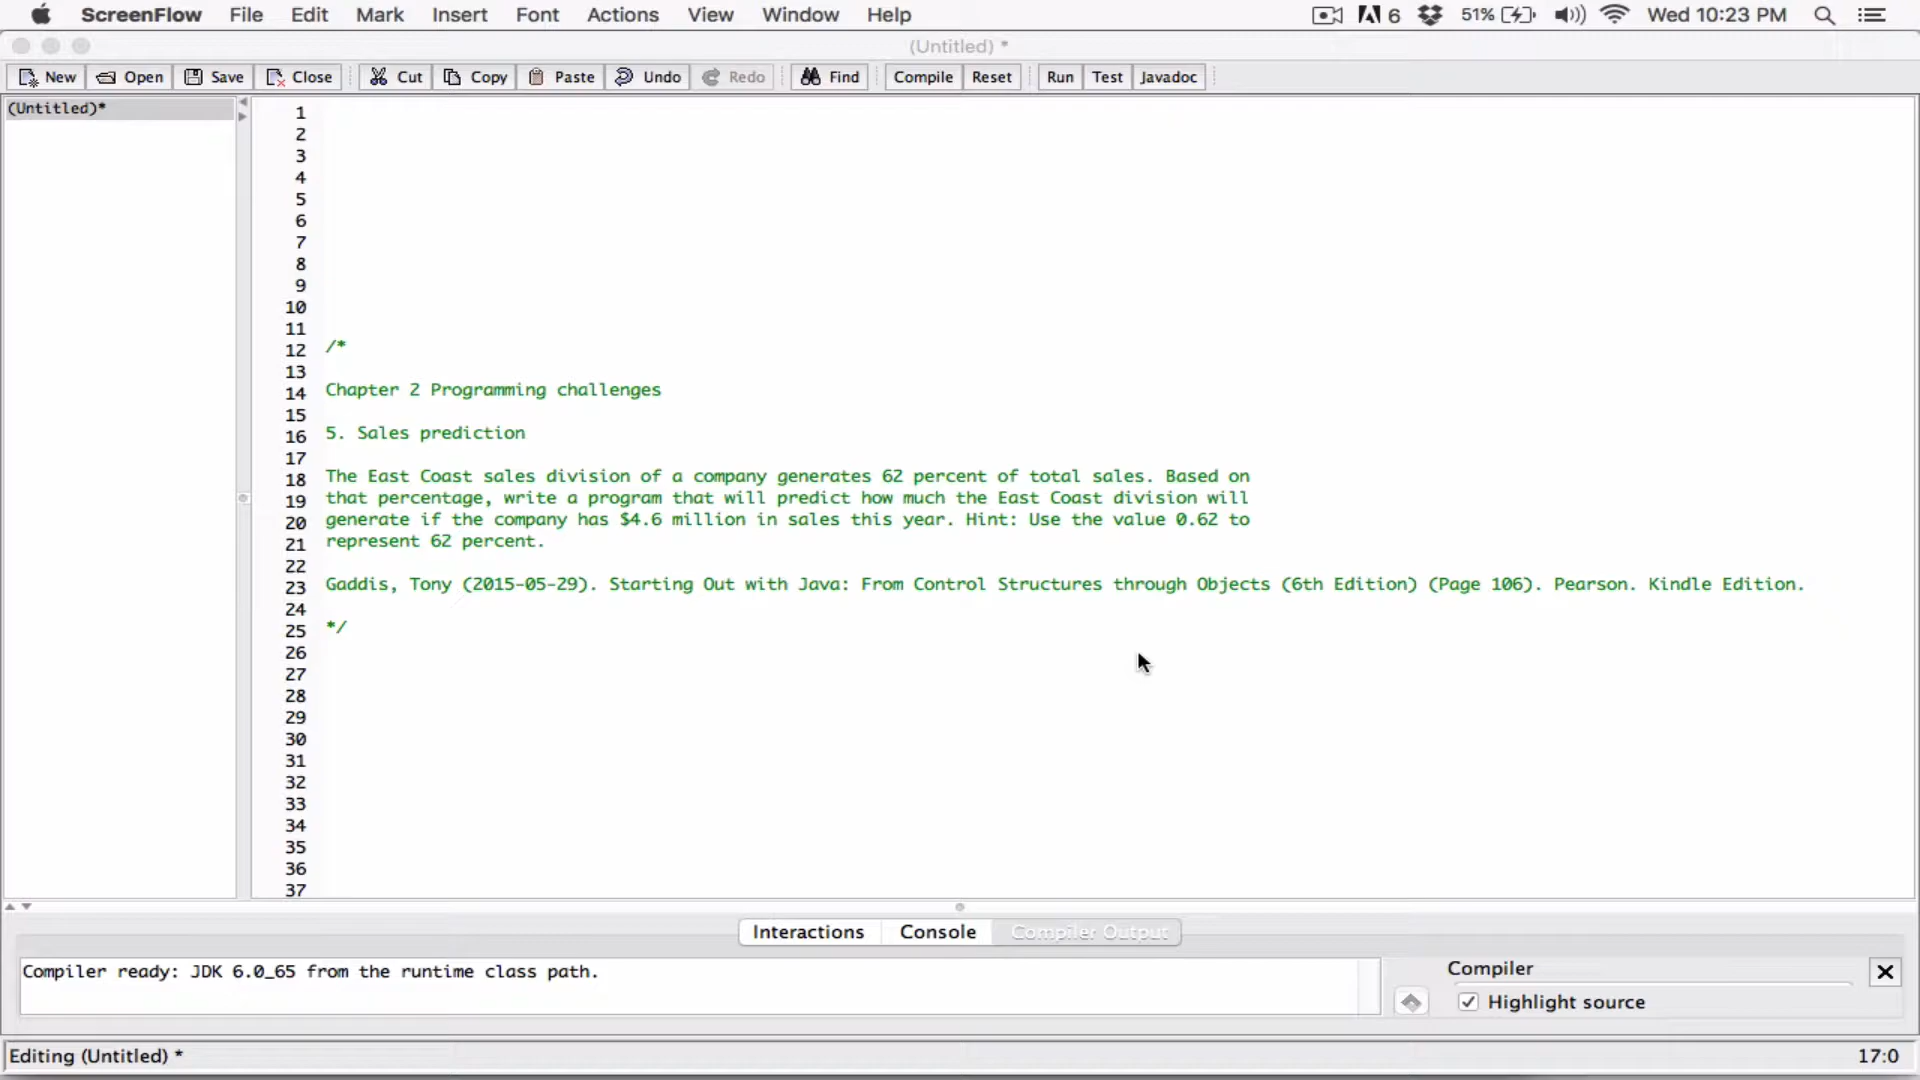 ScreenFlow File Edit Mark Insert Font Actions View Window Help 6 51% Wed 10:23 PM
(Untitled) *
New Open Save Close Cut Copy Paste Undo Redo Find Compile Reset Run Test Javadoc
(Untitled)*
1
2
3
4
5
6
7
8
9
10
11
12 /*
13
14 Chapter 2 Programming challenges
15
16 5. Sales prediction
17
18 The East Coast sales division of a company generates 62 percent of total sales. Based on
19 that percentage, write a program that will predict how much the East Coast division will
20 generate if the company has $4.6 million in sales this year. Hint: Use the value 0.62 to
21 represent 62 percent.
22
23 Gaddis, Tony (2015-05-29). Starting Out with Java: From Control Structures through Objects (6th Edition) (Page 106). Pearson. Kindle Edition.
24
25 */
26
27
28
29
30
31
32
33
34
35
36
37
Interactions Console Compiler Output
Compiler ready: JDK 6.0_65 from the runtime class path.
Compiler
Highlight source
Editing (Untitled) * 17:0